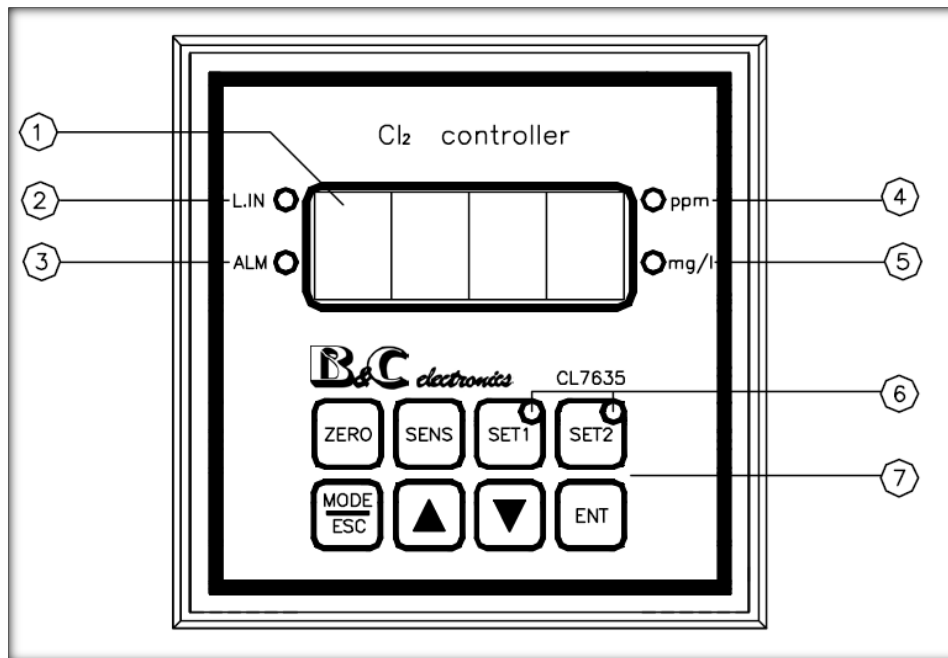 Cl₂ controller
1
2 L.IN ppm 4
3 ALM mg/l 5
B&C electronics CL7635
6
ZERO SENS SET1 SET2
7
MODE
ESC ▲ ▼ ENT